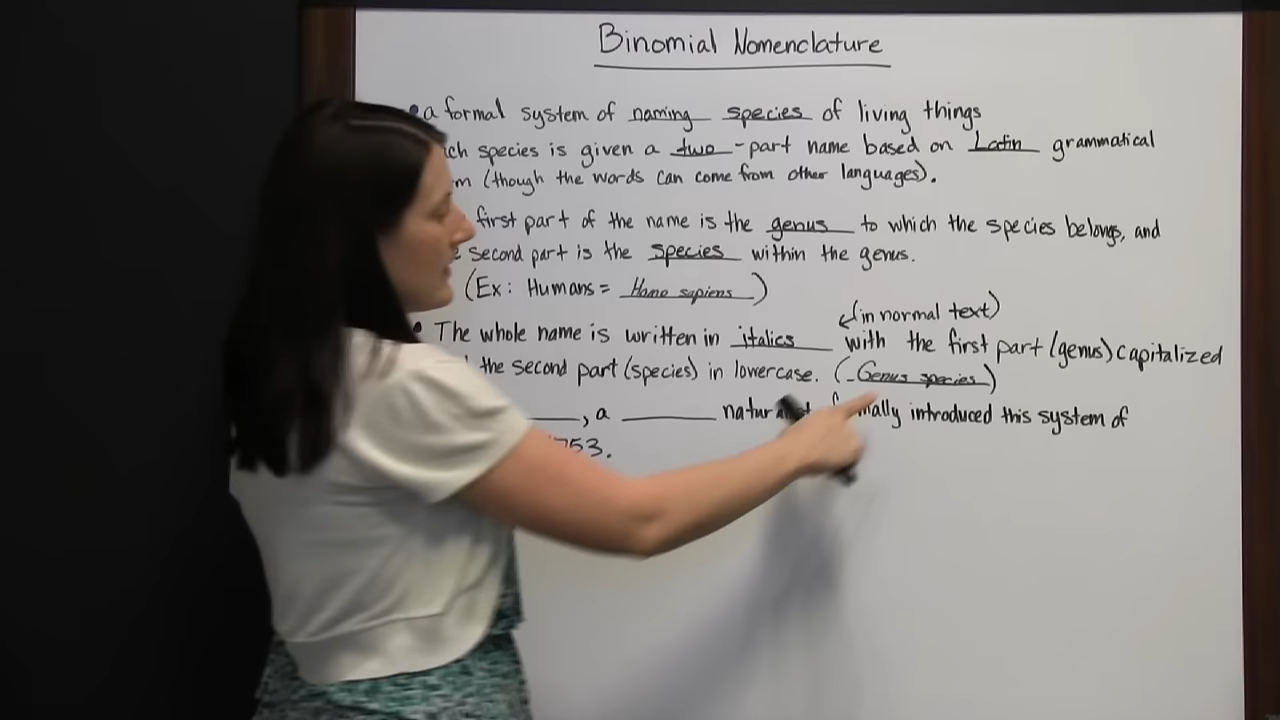 Binomial Nomenclature
• a formal system of naming species of living things
ch species is given a two-part name based on Latin grammatical
m (though the words can come from other languages).
first part of the name is the genus to which the species belongs, and
second part is the species within the genus.
(Ex: Humans = Homo sapiens)
(in normal text)
• The whole name is written in italics with the first part (genus) capitalized
the second part (species) in lowercase. (Genus species)
______, a ______ introduced this system of
753.